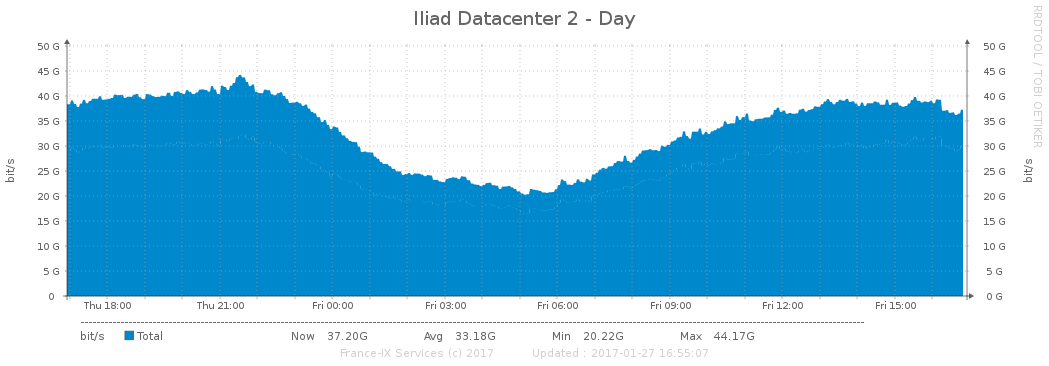 Iliad Datacenter 2 - Day
RRDTOOL / TOBI OETIKER
50 G 50 G
45 G 45 G
40 G 40 G
35 G 35 G
30 G 30 G
25 G 25 G
20 G 20 G
15 G 15 G
10 G 10 G
5 G 5 G
0 0 G
bit/s
bit/s
Thu 18:00 Thu 21:00 Fri 00:00 Fri 03:00 Fri 06:00 Fri 09:00 Fri 12:00 Fri 15:00
bit/s Total Now 37.20G Avg 33.18G Min 20.22G Max 44.17G
France-IX Services (c) 2017 Updated : 2017-01-27 16:55:07